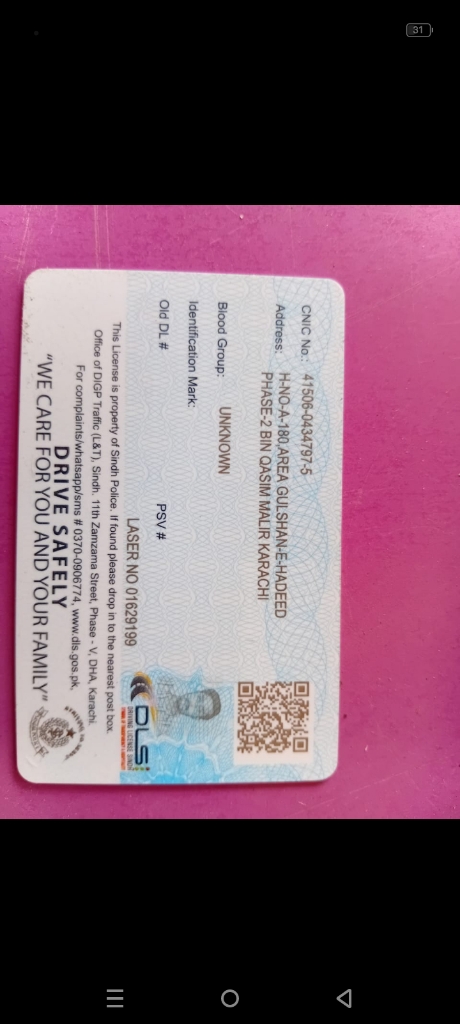 31
CNIC No.: 41506-0434797-5
Address: H-NO-A-180,AREA GULSHAN-E-HADEED
PHASE-2 BIN QASIM MALIR KARACHI
Blood Group: UNKNOWN
Identification Mark:
Old DL # PSV #
LASER NO 01629199
DLS
DRIVING LICENSE SINDH
This License is property of Sindh Police. If found please drop in to the nearest post box.
Office of DIGP Traffic (L&T), Sindh. 11th Zamzama Street, Phase - V, DHA, Karachi.
For complaints/whatsapp/sms # 0370-0906774, www.dls.gos.pk,
DRIVE SAFELY
"WE CARE FOR YOU AND YOUR FAMILY"